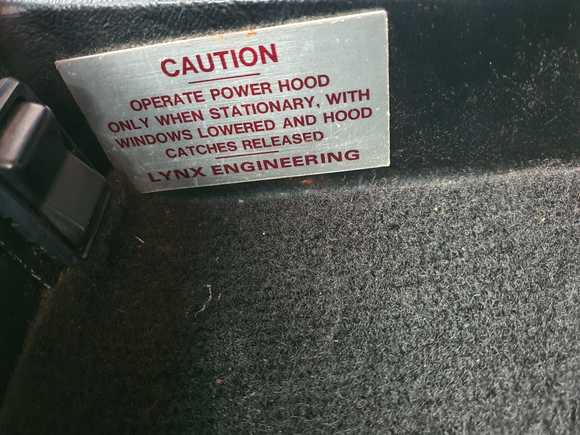 CAUTION
OPERATE POWER HOOD
ONLY WHEN STATIONARY, WITH
WINDOWS LOWERED AND HOOD
CATCHES RELEASED
LYNX ENGINEERING